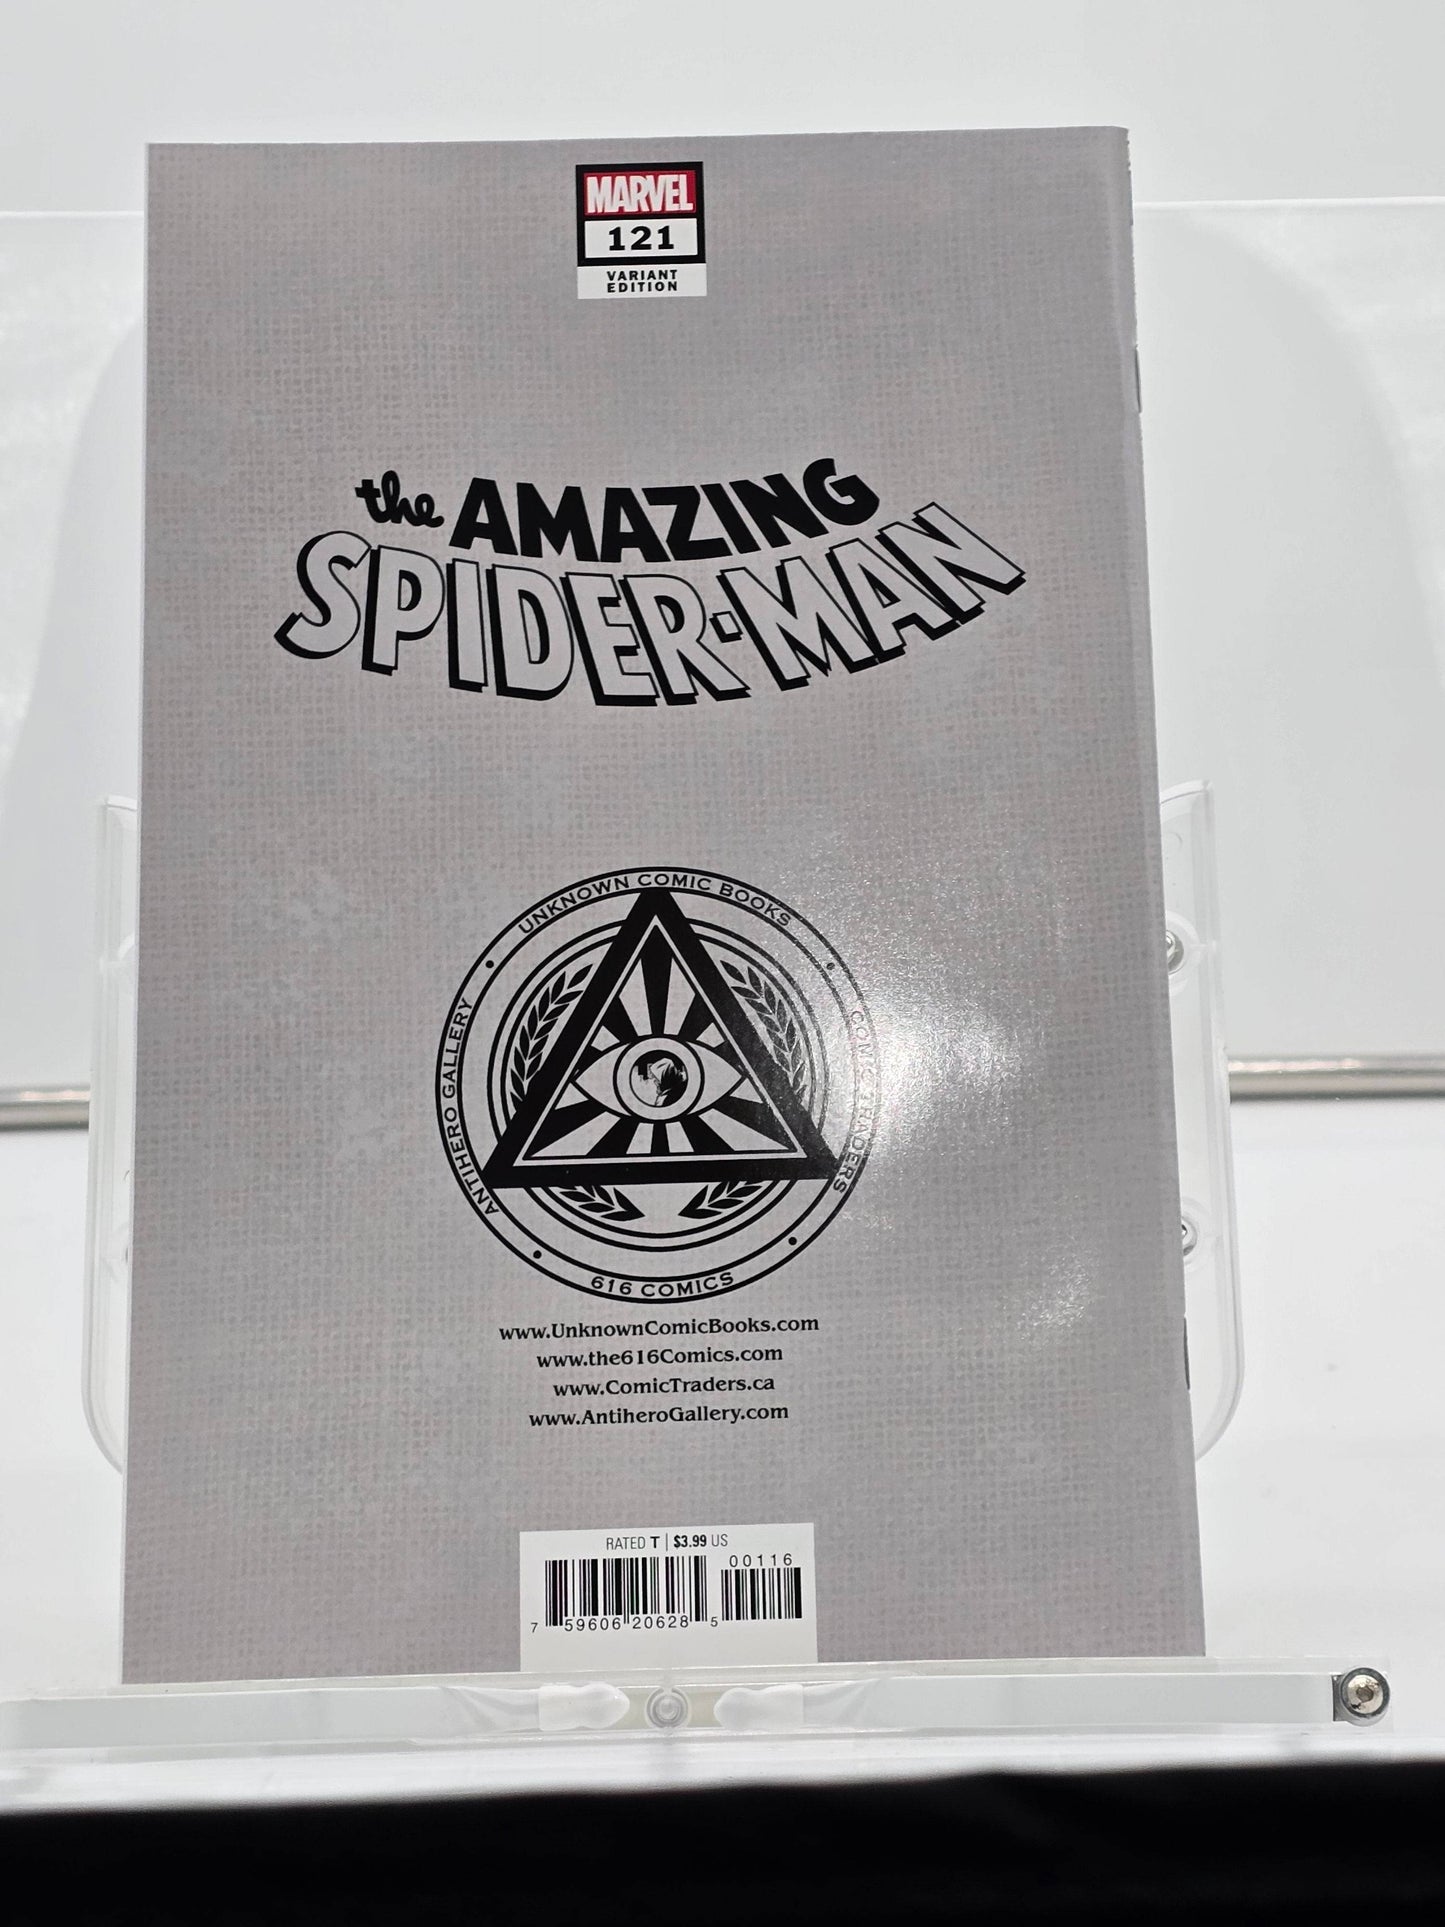 MARVEL
121
VARIANT
EDITION
the AMAZING
SPIDER-MAN
UNKNOWN COMIC BOOKS
ANTIHERO GALLERY
COMIC TRADERS
616 COMICS
www.UnknownComicBooks.com
www.the616Comics.com
www.ComicTraders.ca
www.AntiheroGallery.com
RATED T | $3.99 US
00116
7 59606 20628 5